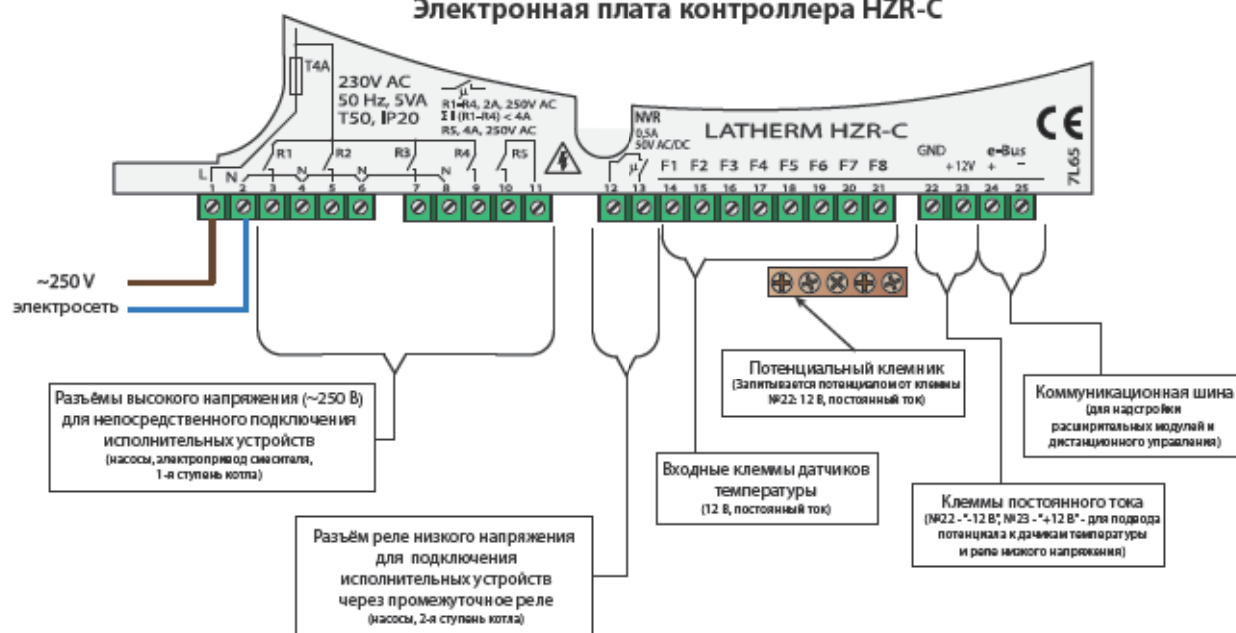 Электронная плата контроллера HZR-C
T4A
230V AC
50 Hz, 5VA
T50, IP20
μ
R1-R4, 2A, 250V AC
Σ I (R1-R4) < 4A
R5, 4A, 250V AC
NVR
0,5A
50V AC/DC
μ
LATHERM HZR-C
CE
7L65
GND
+12V
e-Bus
+ −
R1 R2 R3 R4 R5
F1 F2 F3 F4 F5 F6 F7 F8
L N N N N
1 2 3 4 5 6 7 8 9 10 11 12 13 14 15 16 17 18 19 20 21 22 23 24 25
~250 V
электросеть
Разъёмы высокого напряжения (~250 В)
для непосредственного подключения
исполнительных устройств
(насосы, электропривод смесителя,
1-я ступень котла)
Разъём реле низкого напряжения
для подключения
исполнительных устройств
через промежуточное реле
(насосы, 2-я ступень котла)
Потенциальный клемник
(Запитывается потенциалом от клеммы
№22: 12 В, постоянный ток)
Входные клеммы датчиков
температуры
(12 В, постоянный ток)
Коммуникационная шина
(для надстройки
расширительных модулей и
дистанционного управления)
Клеммы постоянного тока
(№22 - "-12 В", №23 - "+12 В" - для подвода
потенциала к дачикам температуры
и реле низкого напряжения)